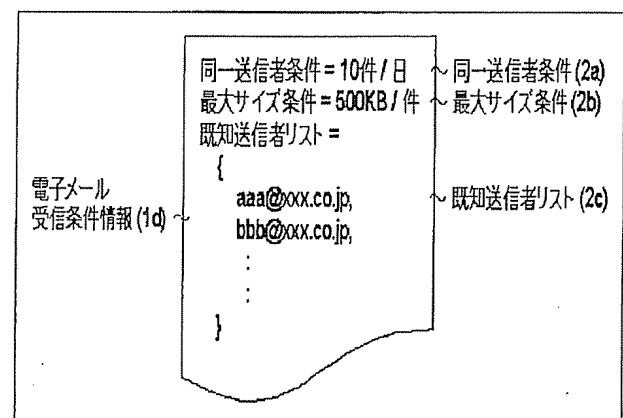 同一送信者条件 = 10件 / 日 ~ 同一送信者条件 (2a)
最大サイズ条件 = 500KB / 件 ~ 最大サイズ条件 (2b)
既知送信者リスト =
{
電子メール
受信条件情報 (1d) ~
aaa@xxx.co.jp, ~ 既知送信者リスト (2c)
bbb@xxx.co.jp,
:
:
}